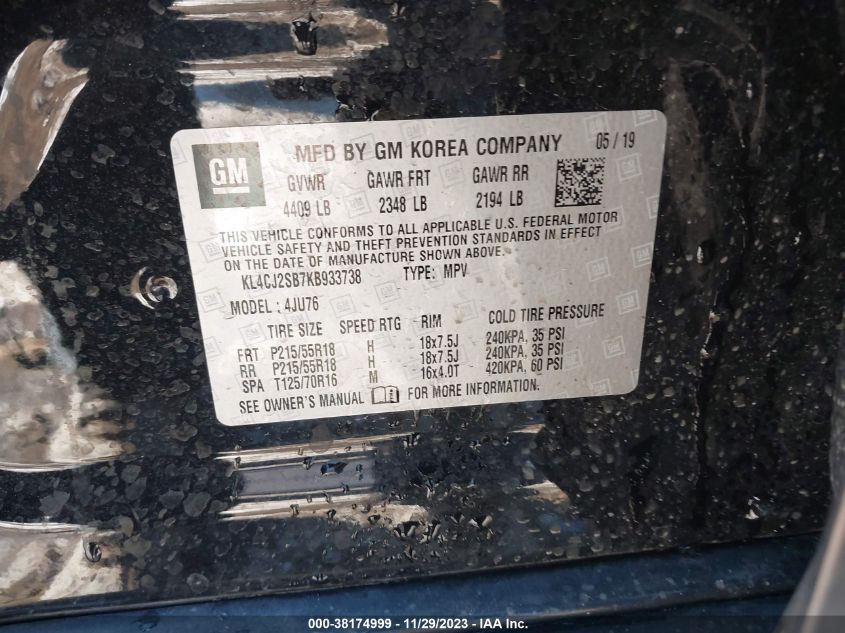 GM
MFD BY GM KOREA COMPANY 05 / 19
GVWR GAWR FRT GAWR RR
4409 LB 2348 LB 2194 LB
THIS VEHICLE CONFORMS TO ALL APPLICABLE U.S. FEDERAL MOTOR
VEHICLE SAFETY AND THEFT PREVENTION STANDARDS IN EFFECT
ON THE DATE OF MANUFACTURE SHOWN ABOVE.
KL4CJ2SB7KB933738 TYPE: MPV
MODEL : 4JU76
TIRE SIZE SPEED RTG RIM COLD TIRE PRESSURE
FRT P215/55R18 H 18x7.5J 240KPA, 35 PSI
RR P215/55R18 H 18x7.5J 240KPA, 35 PSI
SPA T125/70R16 M 16x4.0T 420KPA, 60 PSI
SEE OWNER'S MANUAL FOR MORE INFORMATION.
000-38174999 - 11/29/2023 - IAA Inc.